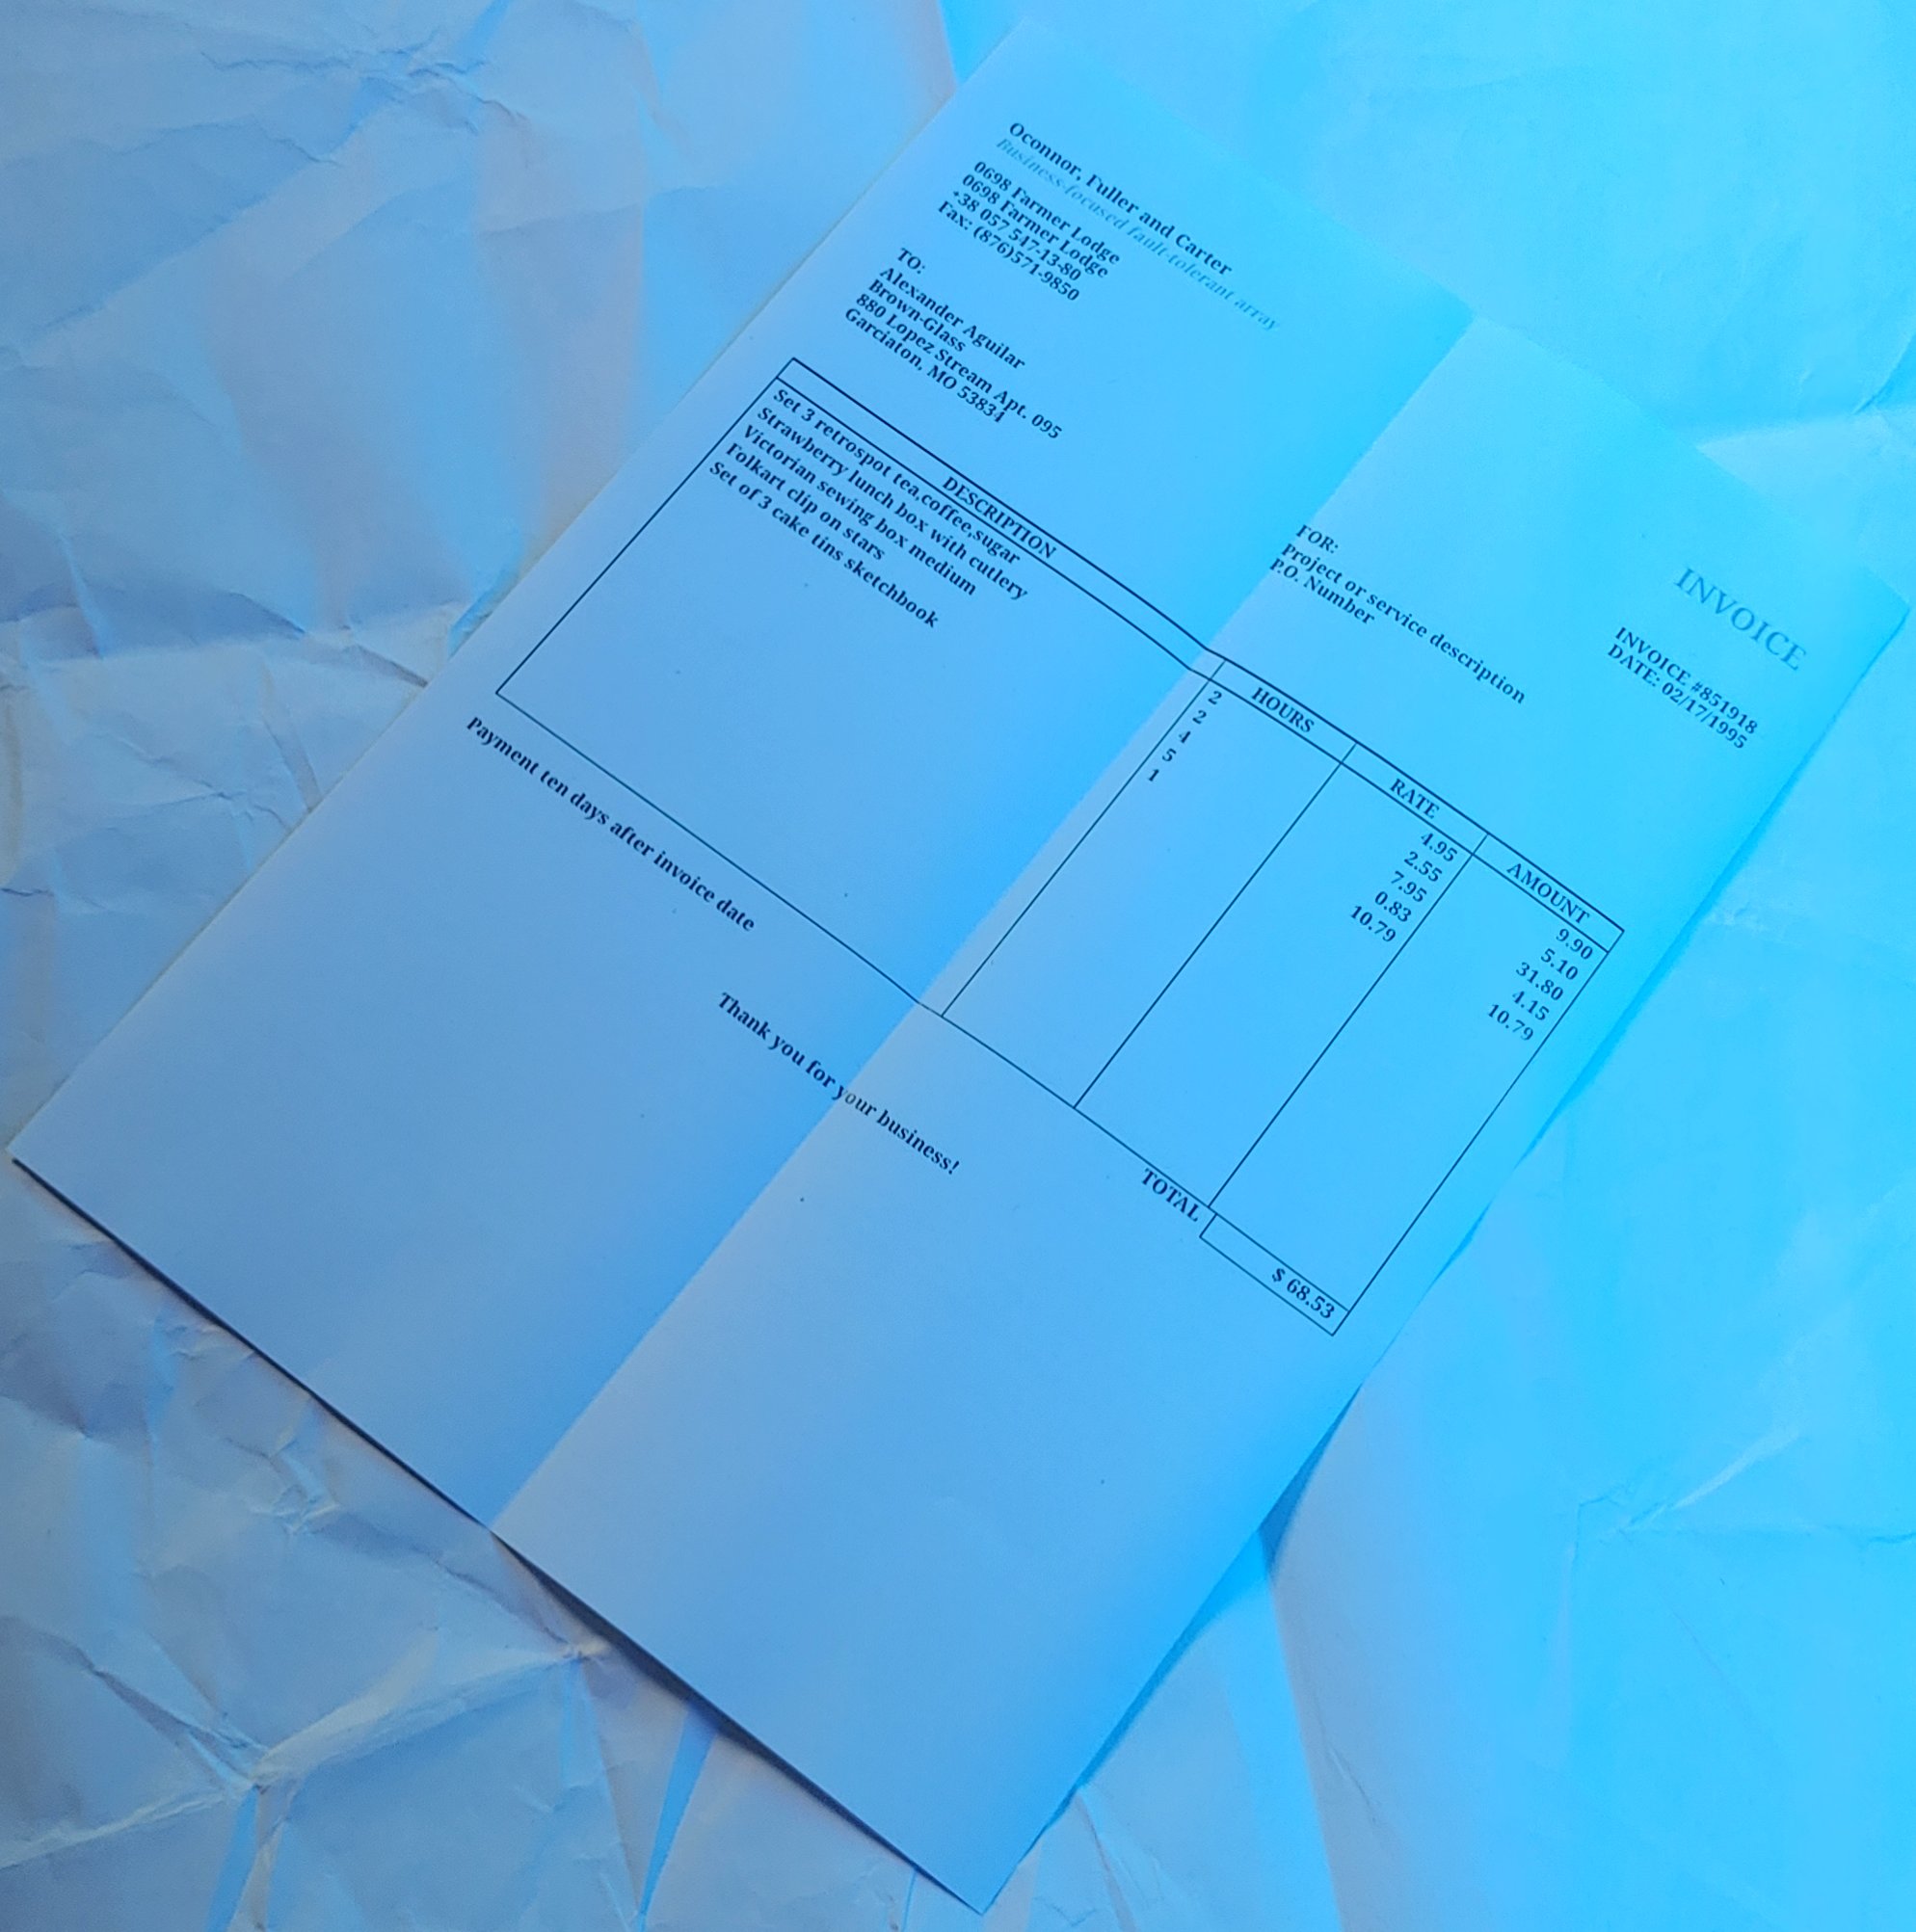 Oconnor, Fuller and Carter
Business-focused fault-tolerant array
0698 Farmer Lodge
0698 Farmer Lodge
+38 057 547-13-80
Fax: (876)571-9850
INVOICE
INVOICE #851918
DATE: 02/17/1995
TO:
Alexander Aguilar
Brown-Glass
880 Lopez Stream Apt. 095
Garciaton, MO 53834
FOR:
Project or service description
P.O. Number
DESCRIPTION HOURS RATE AMOUNT
Set 3 retrospot tea,coffee,sugar 2 4.95 9.90
Strawberry lunch box with cutlery 2 2.55 5.10
Victorian sewing box medium 4 7.95 31.80
Folkart clip on stars 5 0.83 4.15
Set of 3 cake tins sketchbook 1 10.79 10.79
TOTAL $ 68.53
Payment ten days after invoice date
Thank you for your business!